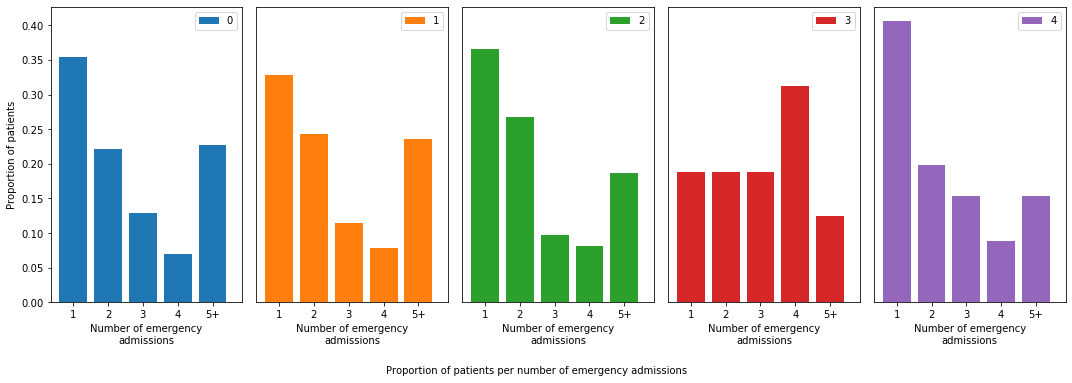 0
1
2
3
4
0.40
0.35
0.30
0.25
0.20
0.15
0.10
0.05
0.00
Proportion of patients
1 2 3 4 5+
Number of emergency
admissions
1 2 3 4 5+
Number of emergency
admissions
1 2 3 4 5+
Number of emergency
admissions
1 2 3 4 5+
Number of emergency
admissions
1 2 3 4 5+
Number of emergency
admissions
Proportion of patients per number of emergency admissions